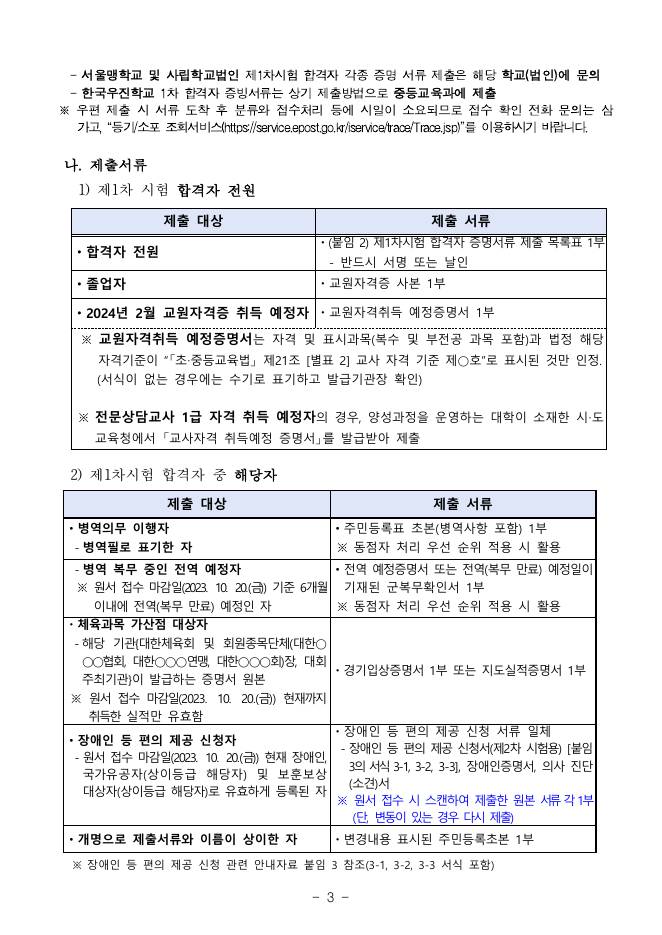 - 서울맹학교 및 사립학교법인 제1차시험 합격자 각종 증명 서류 제출은 해당 학교(법인)에 문의
- 한국우진학교 1차 합격자 증빙서류는 상기 제출방법으로 중등교육과에 제출
※ 우편 제출 시 서류 도착 후 분류와 접수처리 등에 시일이 소요되므로 접수 확인 전화 문의는 삼
가고, "등기/소포 조회서비스(https://service.epost.go.kr/iservice/trace/Trace.jsp)"를 이용하시기 바랍니다.
나. 제출서류
1) 제1차 시험 합격자 전원
제출 대상
제출 서류
・합격자 전원
・(붙임 2) 제1차시험 합격자 증명서류 제출 목록표 1부
- 반드시 서명 또는 날인
・졸업자
・교원자격증 사본 1부
・2024년 2월 교원자격증 취득 예정자
・교원자격취득 예정증명서 1부
※ 교원자격취득 예정증명서는 자격 및 표시과목(복수 및 부전공 과목 포함)과 법정 해당
자격기준이 "「초·중등교육법」 제21조 [별표 2] 교사 자격 기준 제○호"로 표시된 것만 인정.
(서식이 없는 경우에는 수기로 표기하고 발급기관장 확인)
※ 전문상담교사 1급 자격 취득 예정자의 경우, 양성과정을 운영하는 대학이 소재한 시·도
교육청에서 「교사자격 취득예정 증명서」를 발급받아 제출
2) 제1차시험 합격자 중 해당자
제출 대상
제출 서류
・병역의무 이행자
- 병역필로 표기한 자
・주민등록표 초본(병역사항 포함) 1부
※ 동점자 처리 우선 순위 적용 시 활용
- 병역 복무 중인 전역 예정자
※ 원서 접수 마감일(2023. 10. 20.(금)) 기준 6개월
이내에 전역(복무 만료) 예정인 자
・전역 예정증명서 또는 전역(복무 만료) 예정일이
기재된 군복무확인서 1부
※ 동점자 처리 우선 순위 적용 시 활용
・체육과목 가산점 대상자
- 해당 기관{대한체육회 및 회원종목단체(대한○
○○협회, 대한○○○연맹, 대한○○○회)장, 대회
주최기관}이 발급하는 증명서 원본
※ 원서 접수 마감일(2023. 10. 20.(금)) 현재까지
취득한 실적만 유효함
・경기입상증명서 1부 또는 지도실적증명서 1부
・장애인 등 편의 제공 신청자
- 원서 접수 마감일(2023. 10. 20.(금)) 현재 장애인,
국가유공자(상이등급 해당자) 및 보훈보상
대상자(상이등급 해당자)로 유효하게 등록된 자
・장애인 등 편의 제공 신청 서류 일체
- 장애인 등 편의 제공 신청서(제2차 시험용) [붙임
3의 서식 3-1, 3-2, 3-3], 장애인증명서, 의사 진단
(소견)서
※ 원서 접수 시 스캔하여 제출한 원본 서류 각 1부
(단, 변동이 있는 경우 다시 제출)
・개명으로 제출서류와 이름이 상이한 자
・변경내용 표시된 주민등록초본 1부
※ 장애인 등 편의 제공 신청 관련 안내자료 붙임 3 참조(3-1, 3-2, 3-3 서식 포함)
- 3 -